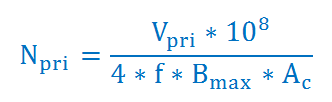 N_pri = (V_pri * 10^8) / (4 * f * B_max * A_c)